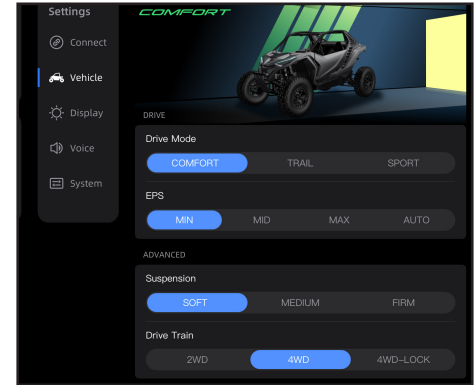 Settings
COMFORT
Connect
Vehicle
Display
Voice
System
DRIVE
Drive Mode
COMFORT TRAIL SPORT
EPS
MIN MID MAX AUTO
ADVANCED
Suspension
SOFT MEDIUM FIRM
Drive Train
2WD 4WD 4WD-LOCK